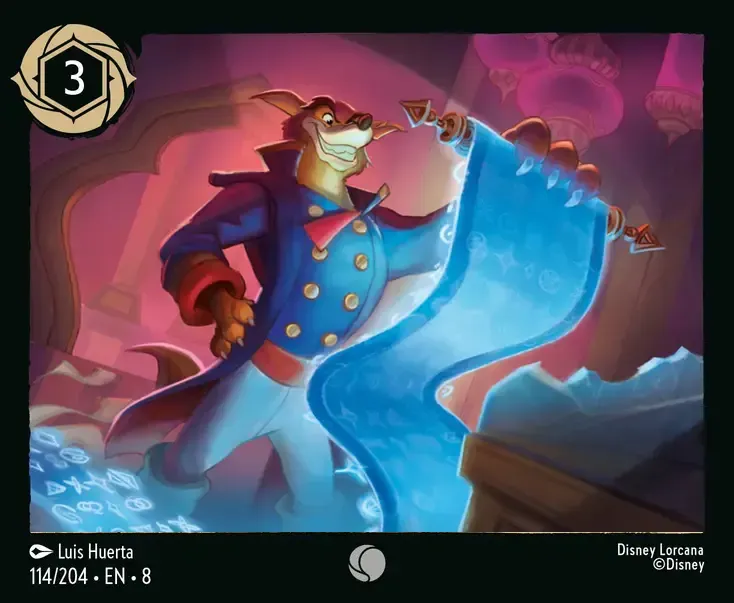 3
Luis Huerta
114/204 • EN • 8
Disney Lorcana
©Disney